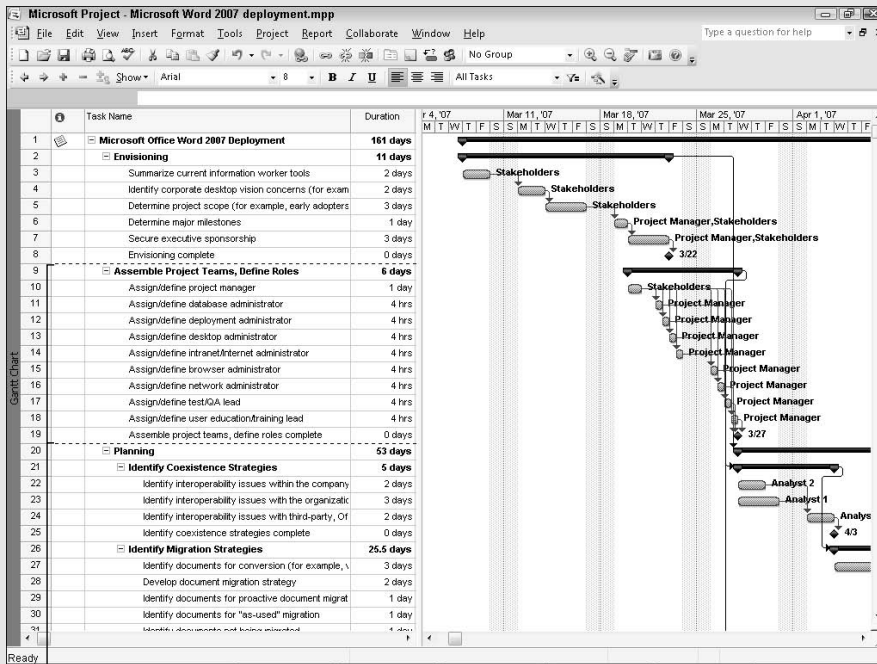 Microsoft Project - Microsoft Word 2007 deployment.mpp
File Edit View Insert Format Tools Project Report Collaborate Window Help
Type a question for help
No Group
Show Arial 8 B I U All Tasks
Task Name Duration
r 4, '07 Mar 11, '07 Mar 18, '07 Mar 25, '07 Apr 1, '07
M T W T F S S M T W T F S S M T W T F S S M T W T F S S M T W T F
1 Microsoft Office Word 2007 Deployment 161 days
2 Envisioning 11 days
3 Summarize current information worker tools 2 days Stakeholders
4 Identify corporate desktop vision concerns (for exam 2 days Stakeholders
5 Determine project scope (for example, early adopters 3 days Stakeholders
6 Determine major milestones 1 day Project Manager,Stakeholders
7 Secure executive sponsorship 3 days Project Manager,Stakeholders
8 Envisioning complete 0 days 3/22
9 Assemble Project Teams, Define Roles 6 days
10 Assign/define project manager 1 day Stakeholders
11 Assign/define database administrator 4 hrs Project Manager
12 Assign/define deployment administrator 4 hrs Project Manager
13 Assign/define desktop administrator 4 hrs Project Manager
14 Assign/define intranet/Internet administrator 4 hrs Project Manager
15 Assign/define browser administrator 4 hrs Project Manager
16 Assign/define network administrator 4 hrs Project Manager
17 Assign/define test/QA lead 4 hrs Project Manager
18 Assign/define user education/training lead 4 hrs Project Manager
19 Assemble project teams, define roles complete 0 days 3/27
20 Planning 53 days
21 Identify Coexistence Strategies 5 days
22 Identify interoperability issues within the company 2 days Analyst 2
23 Identify interoperability issues with the organizatic 3 days Analyst 1
24 Identify interoperability issues with third-party, Of 2 days Analys
25 Identify coexistence strategies complete 0 days 4/3
26 Identify Migration Strategies 25.5 days
27 Identify documents for conversion (for example, v 3 days
28 Develop document migration strategy 2 days
29 Identify documents for proactive document migrat 1 day
30 Identify documents for "as-used" migration 1 day
31 Identify documents not being migrated 1 day
Gantt Chart
Ready